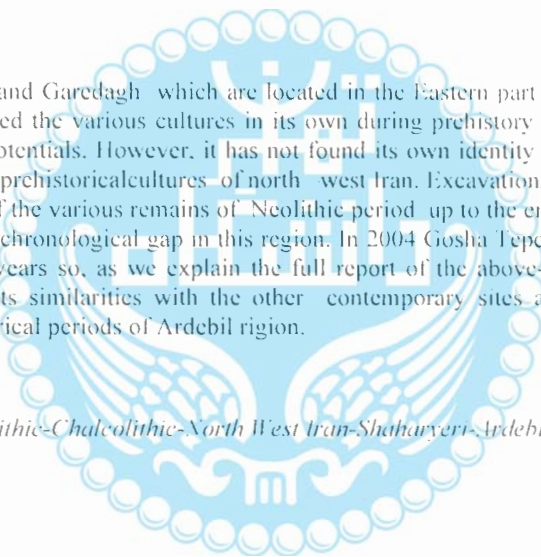 and Garedagh which are located in the Eastern part
ed the various cultures in its own during prehistory
otentials. However, it has not found its own identity
prehistoricalcultures of north west Iran. Excavation
f the various remains of Neolithic period up to the en
chronological gap in this region. In 2004 Gosha Tepe
years so, as we explain the full report of the above-
ts similarities with the other contemporary sites a
rical periods of Ardebil rigion.
ithic-Chalcolithic-North West Iran-Shaharyeri-Ardebi